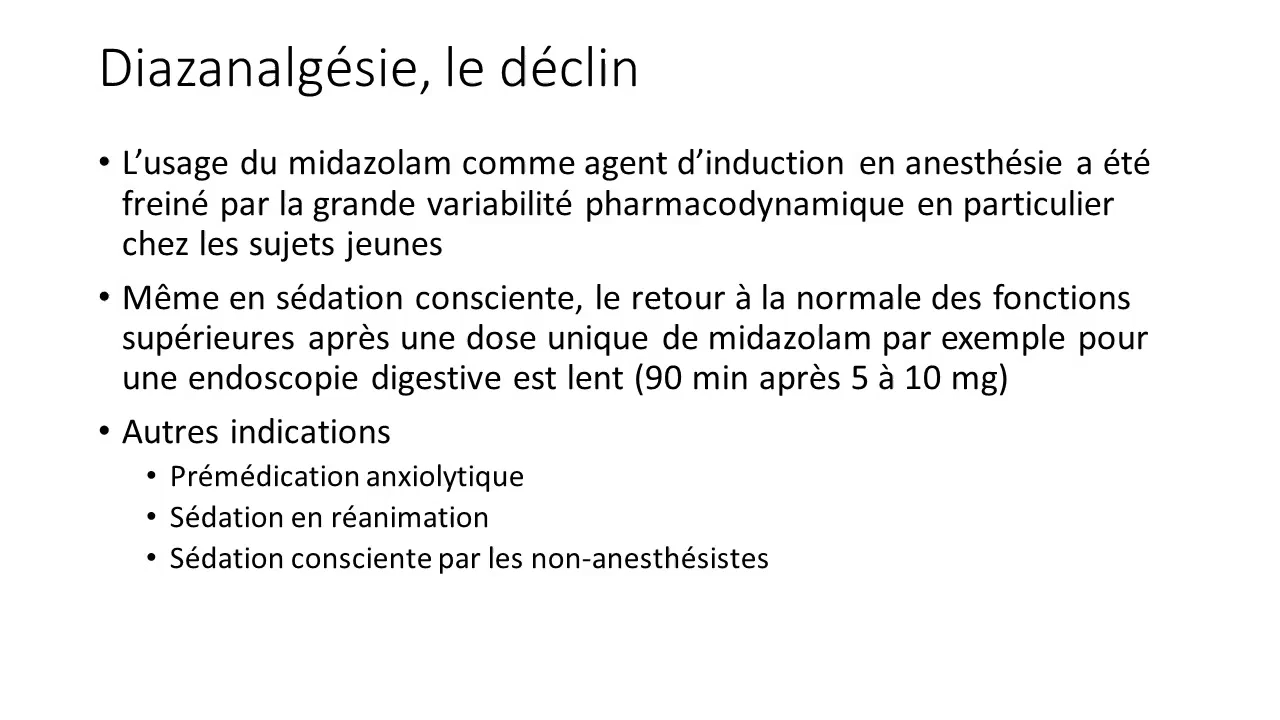 Diazanalgésie, le déclin
• L’usage du midazolam comme agent d’induction en anesthésie a été
freiné par la grande variabilité pharmacodynamique en particulier
chez les sujets jeunes
• Même en sédation consciente, le retour à la normale des fonctions
supérieures après une dose unique de midazolam par exemple pour
une endoscopie digestive est lent (90 min après 5 à 10 mg)
• Autres indications
• Prémédication anxiolytique
• Sédation en réanimation
• Sédation consciente par les non-anesthésistes